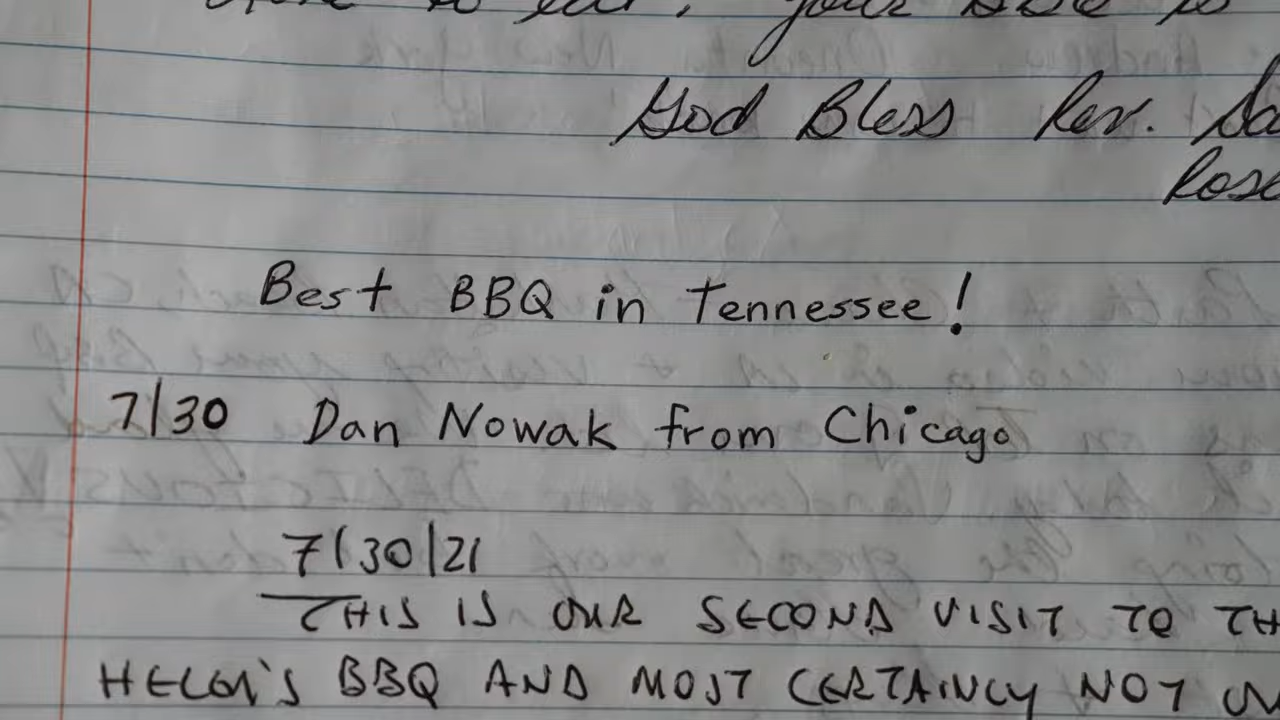 your
God Bless Rev.
Best BBQ in Tennessee!
7/30 Dan Nowak from Chicago
7/30/21
THIS IS OUR SECOND VISIT TO
HELEN'S BBQ AND MOST CERTAINLY NOT